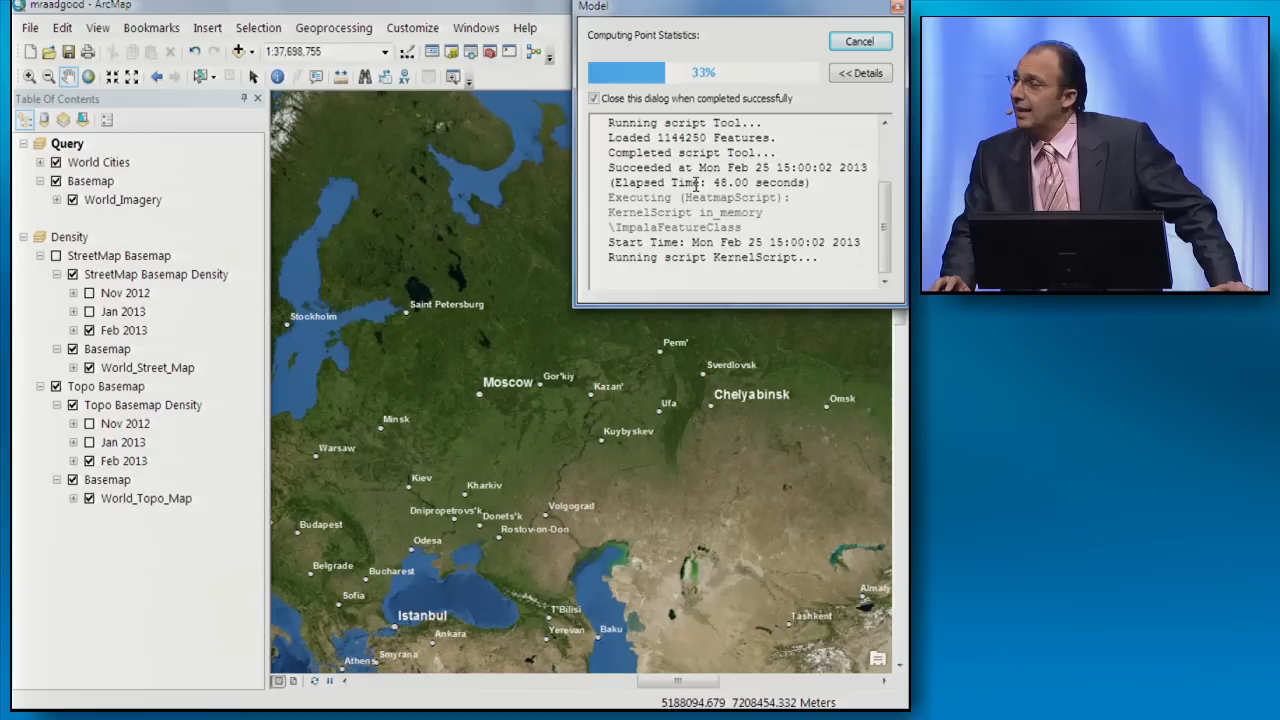 mraadgood - ArcMap
File Edit View Bookmarks Insert Selection Geoprocessing Customize Windows Help
1:37,698,755
Table Of Contents
Query
World Cities
Basemap
World_Imagery
Density
StreetMap Basemap
StreetMap Basemap Density
Nov 2012
Jan 2013
Feb 2013
Basemap
World_Street_Map
Topo Basemap
Topo Basemap Density
Nov 2012
Jan 2013
Feb 2013
Basemap
World_Topo_Map
Model
Computing Point Statistics:
Cancel
33%
<< Details
Close this dialog when completed successfully
Running script Tool...
Loaded 1144250 Features.
Completed script Tool...
Succeeded at Mon Feb 25 15:00:02 2013
(Elapsed Time: 48.00 seconds)
Executing (HeatmapScript):
KernelScript in_memory
\ImpalaFeatureClass
Start Time: Mon Feb 25 15:00:02 2013
Running script KernelScript...
Saint Petersburg
Stockholm
Perm'
Sverdlovsk
Moscow
Gor'kiy
Kazan'
Chelyabinsk
Omsk
Ufa
Minsk
Kuybyskev
Warsaw
Kiev
Kharkiv
Volgograd
Dnipropetrovs'k
Donets'k
Rostov-on-Don
Budapest
Odesa
Belgrade
Bucharest
Almaty
Sofia
Istanbul
T'Bilisi
Tashkent
Ankara
Yerevan
Baku
Smyrana
Athens
5188094.679 7208454.332 Meters